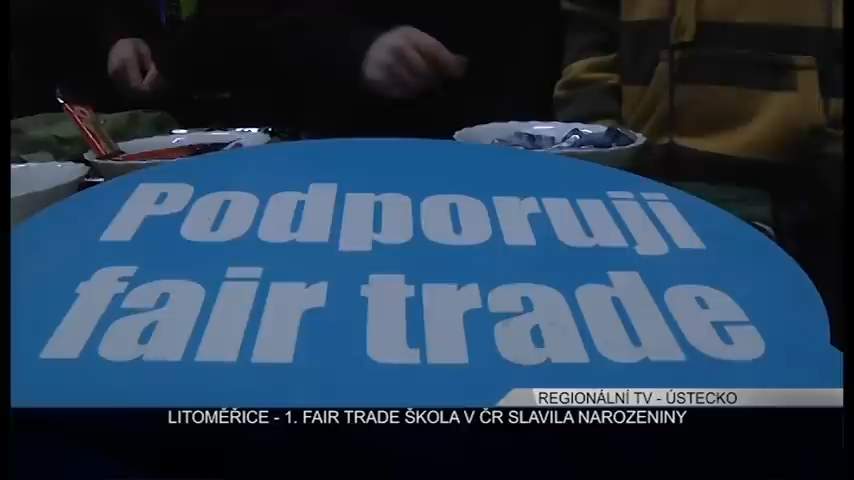 Podporuji
fair trade
REGIONÁLNÍ TV - ÚSTECKO
LITOMĚŘICE - 1. FAIR TRADE ŠKOLA V ČR SLAVILA NAROZENINY